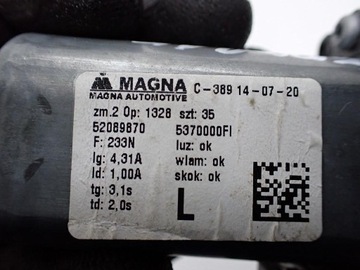 MAGNA C-389 14-07-20
MAGNA AUTOMOTIVE
zm.2 Op: 1328 szt: 35
52089870 5370000FI
F: 233N luz: ok
Ig: 4,31A wlam: ok
Id: 1,00A skok: ok
tg: 3,1s
td: 2,0s L